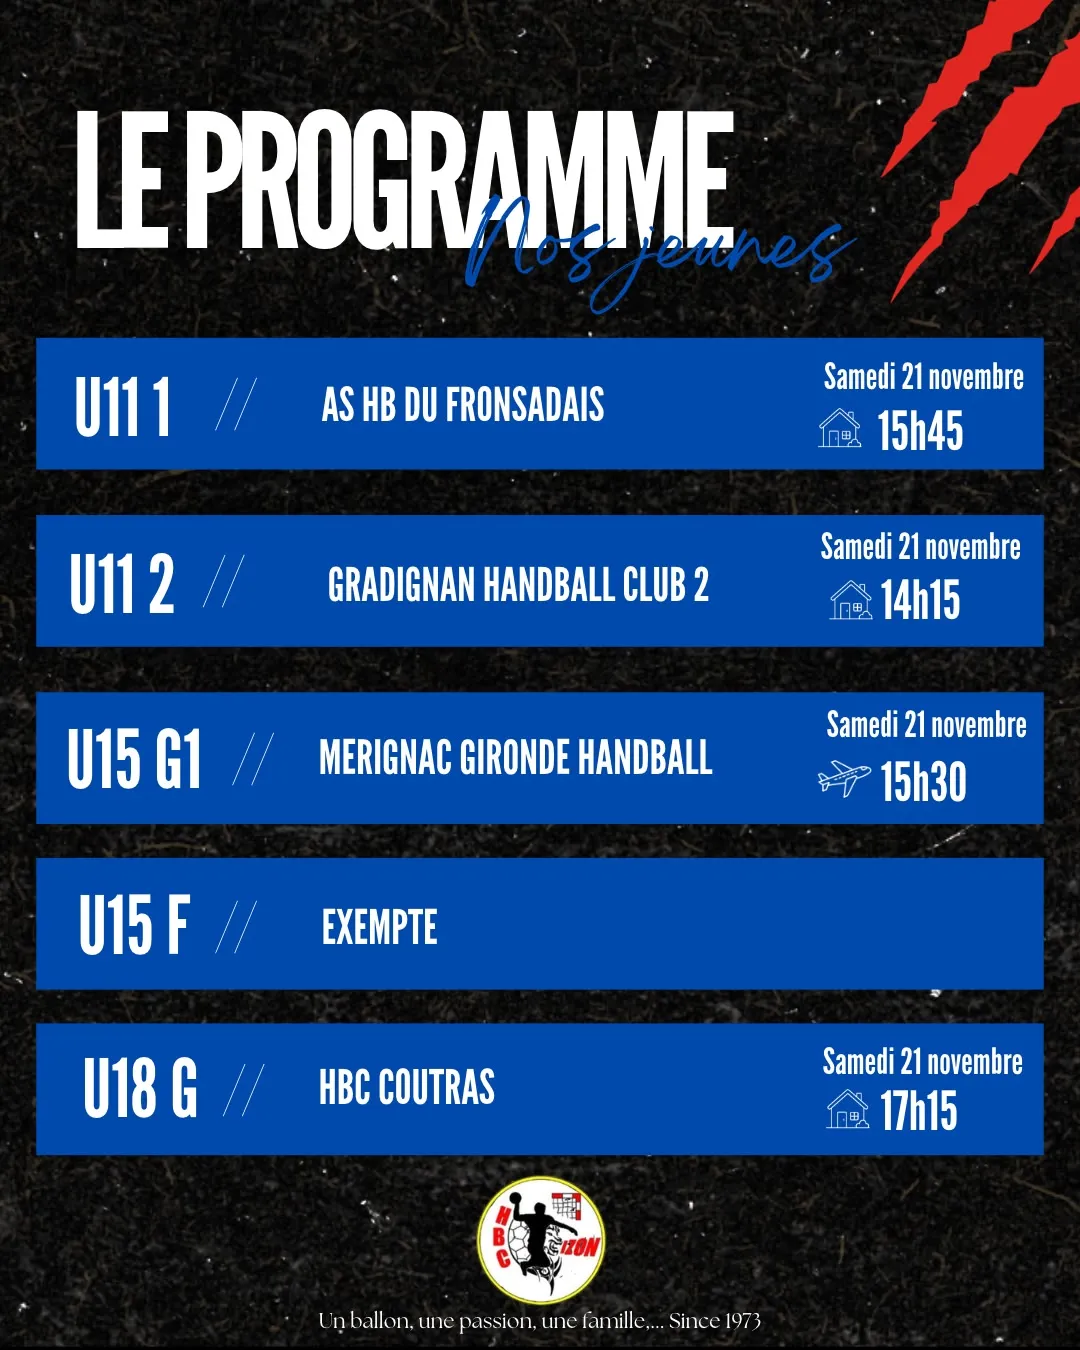 LE PROGRAMME
Nos jeunes
U11 1 // AS HB DU FRONSADAIS
Samedi 21 novembre
15h45
U11 2 // GRADIGNAN HANDBALL CLUB 2
Samedi 21 novembre
14h15
U15 G1 // MERIGNAC GIRONDE HANDBALL
Samedi 21 novembre
15h30
U15 F // EXEMPTE
U18 G // HBC COUTRAS
Samedi 21 novembre
17h15
HBC
IZON
Un ballon, une passion, une famille,... Since 1973